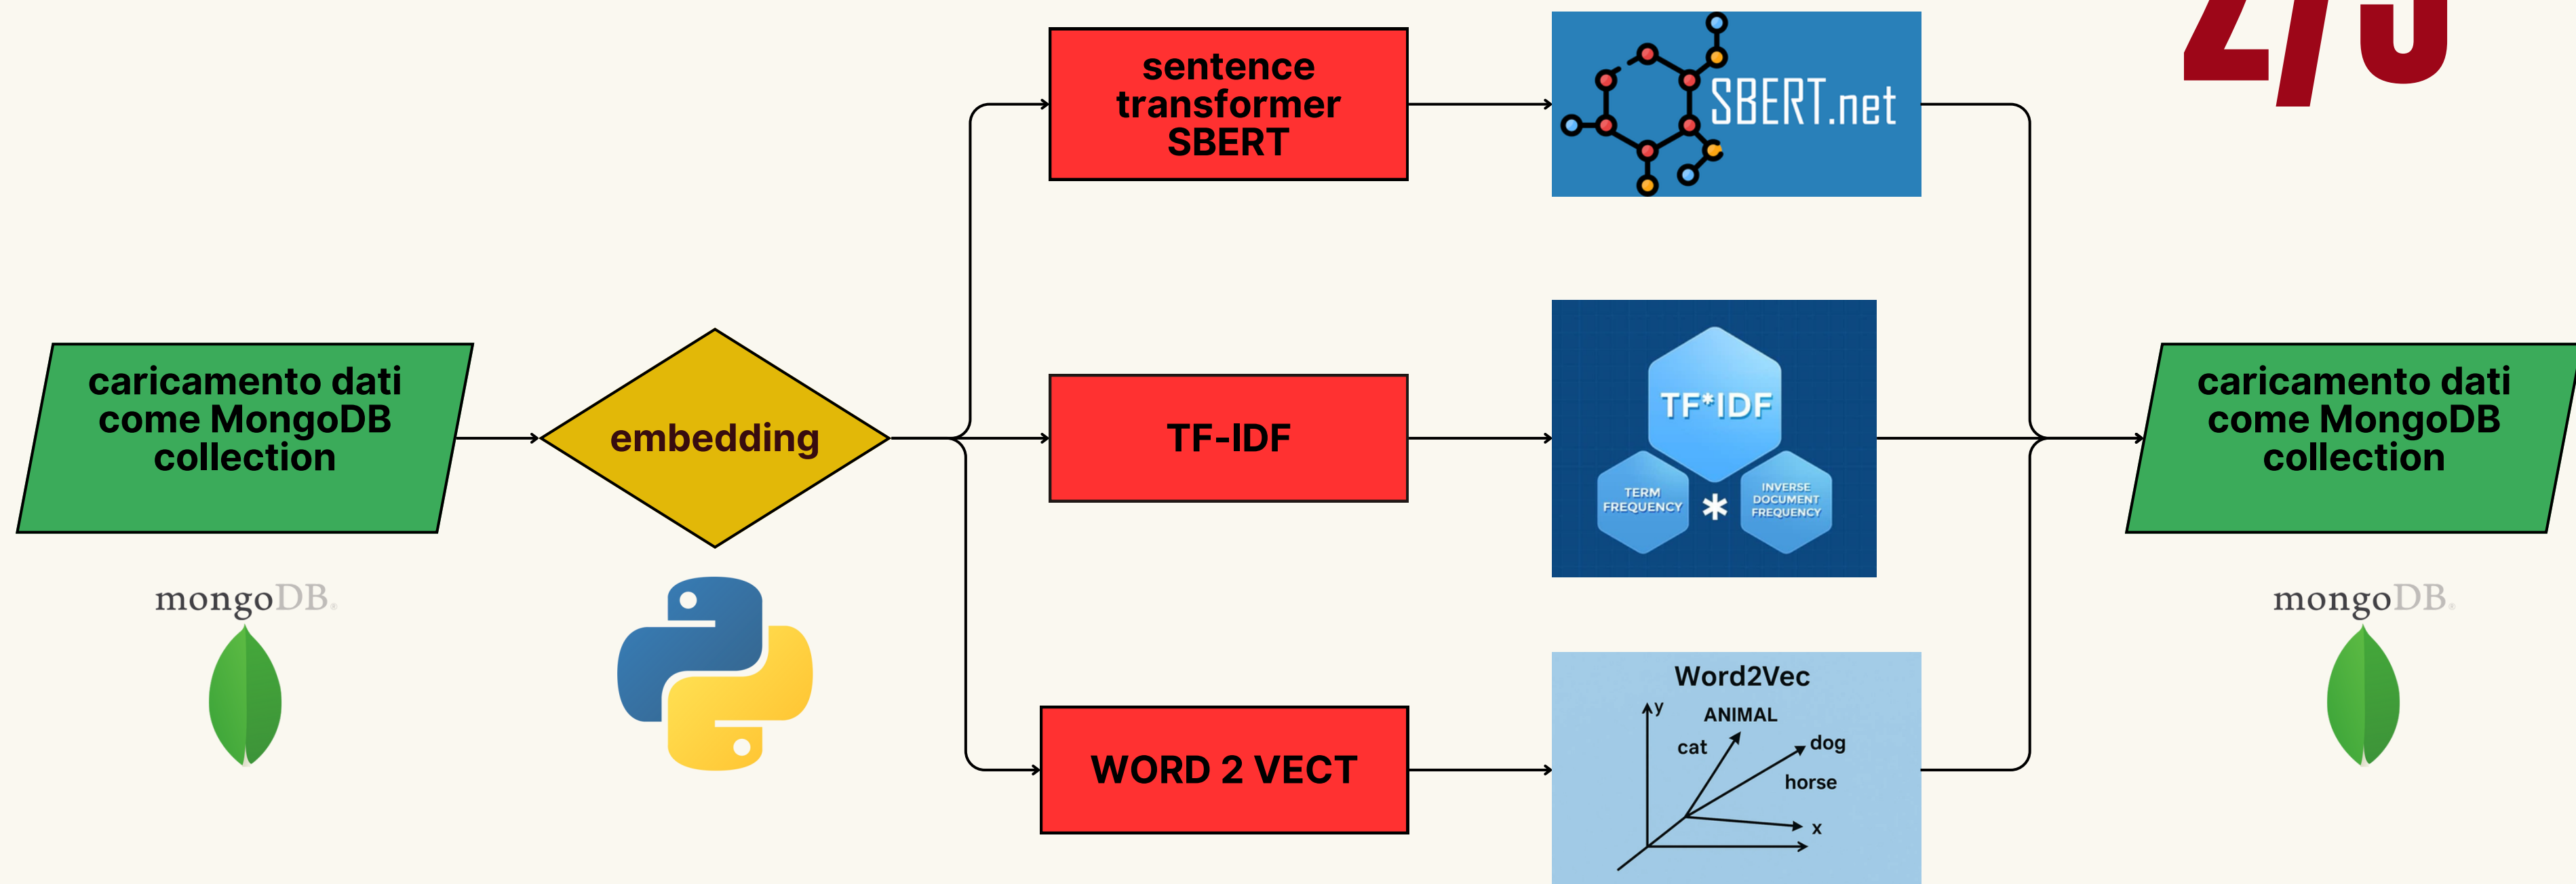 sentence
transformer
SBERT
SBERT.net
caricamento dati
come MongoDB
collection
mongoDB
embedding
TF-IDF
TF*IDF
TERM
FREQUENCY
*
INVERSE
DOCUMENT
FREQUENCY
WORD 2 VECT
Word2Vec
y
ANIMAL
cat
dog
horse
x
caricamento dati
come MongoDB
collection
mongoDB